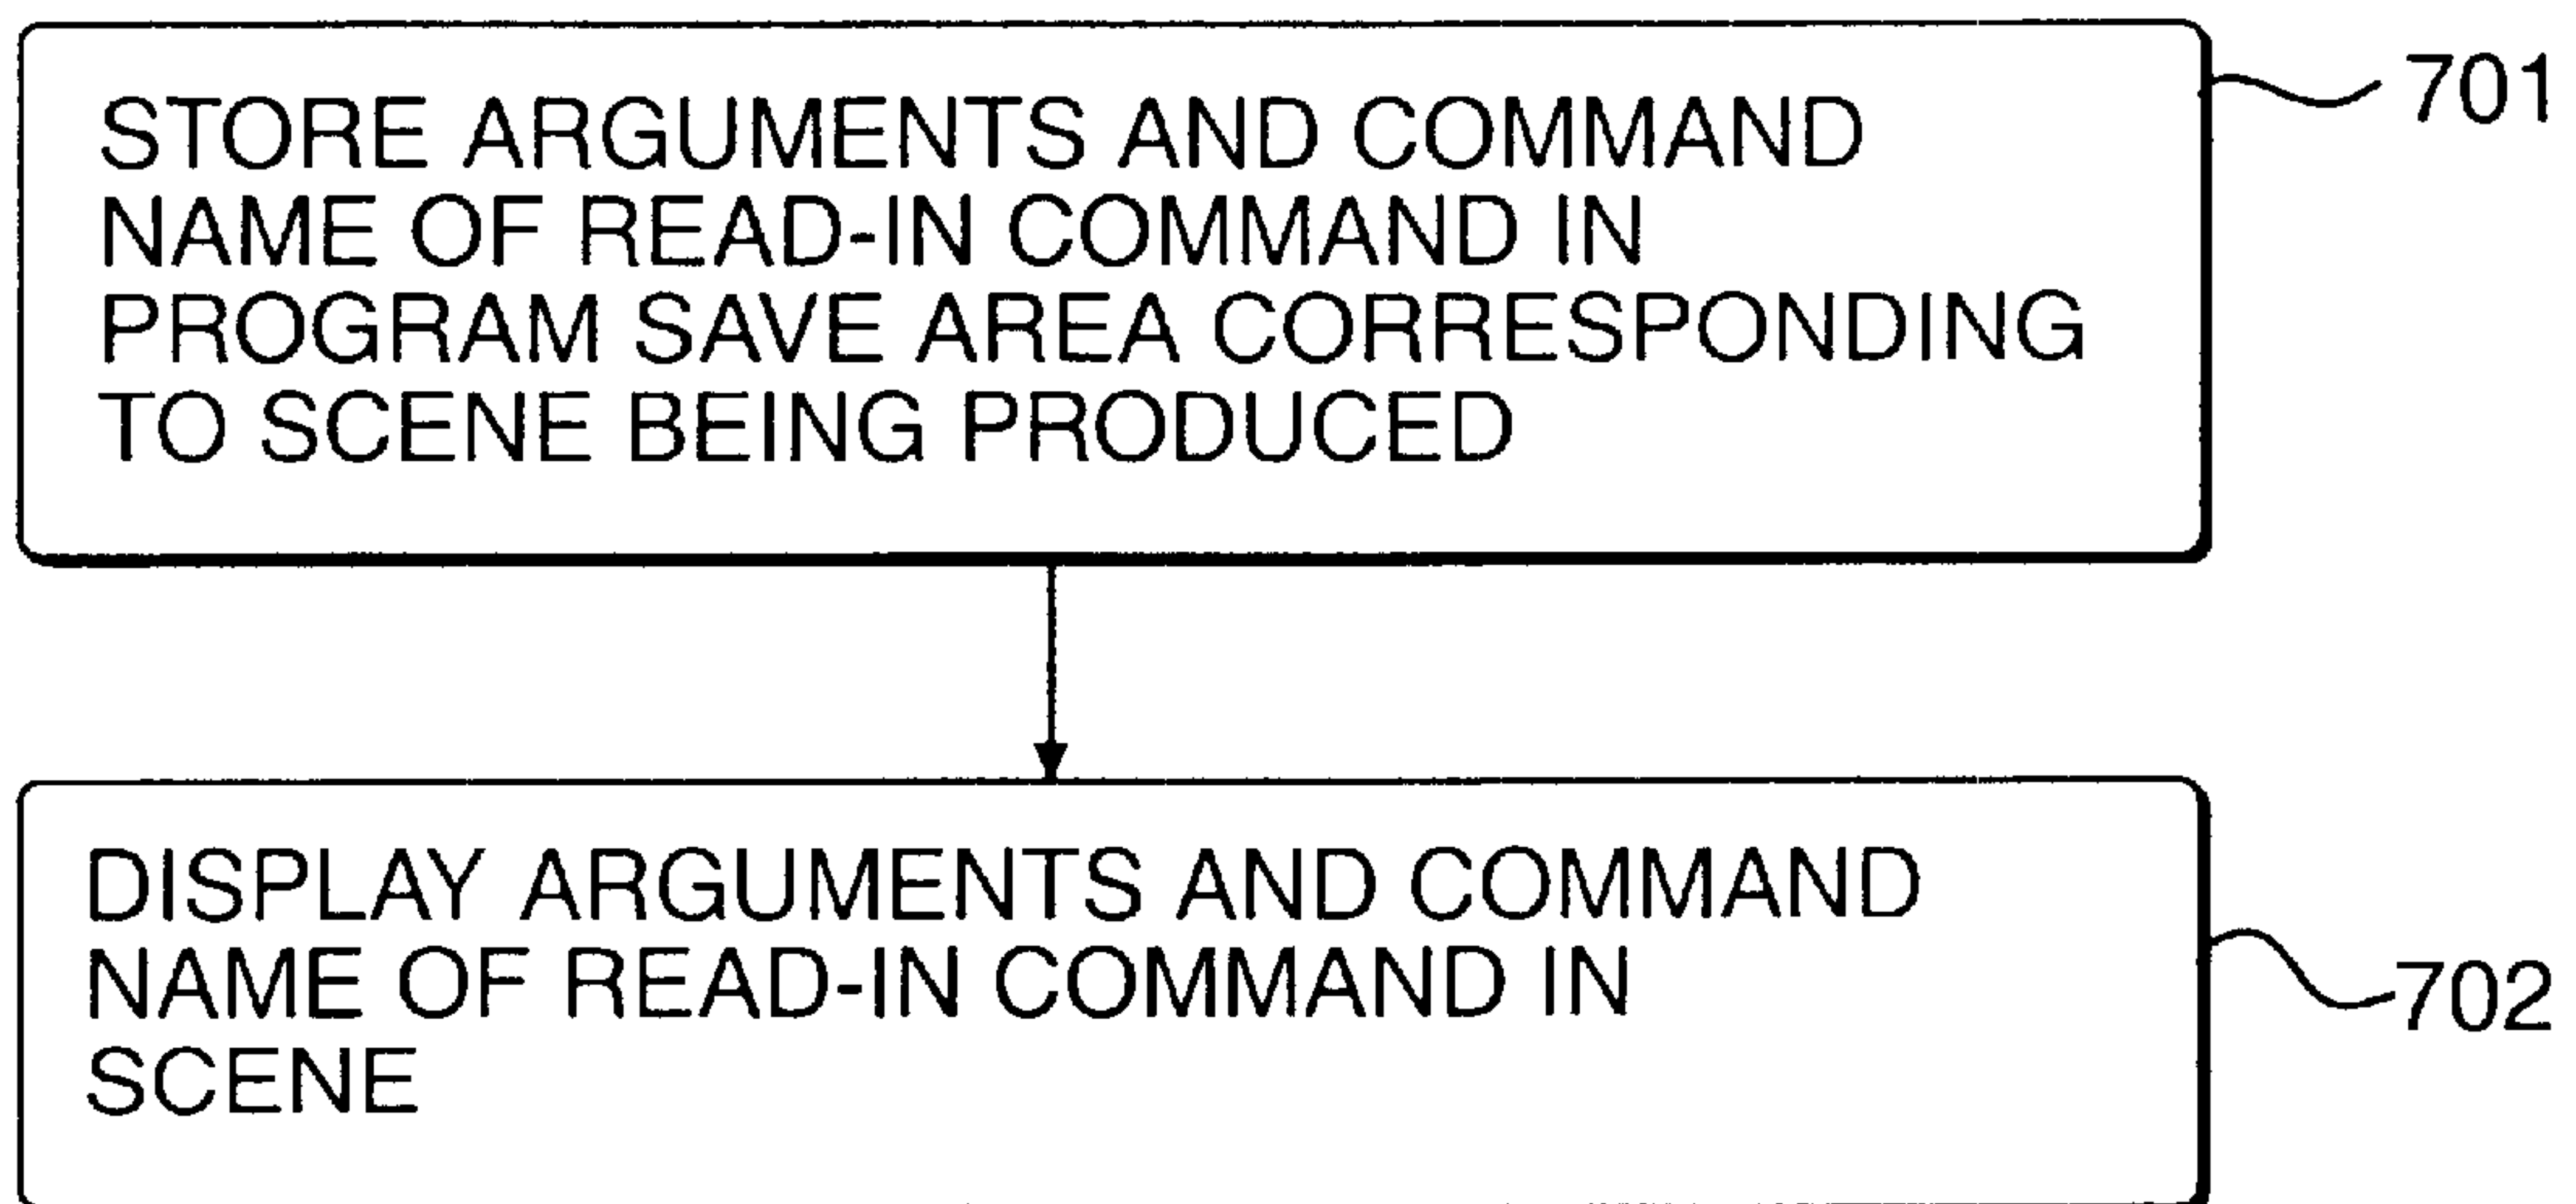 STORE ARGUMENTS AND COMMAND
NAME OF READ-IN COMMAND IN
PROGRAM SAVE AREA CORRESPONDING
TO SCENE BEING PRODUCED
701
DISPLAY ARGUMENTS AND COMMAND
NAME OF READ-IN COMMAND IN
SCENE
702